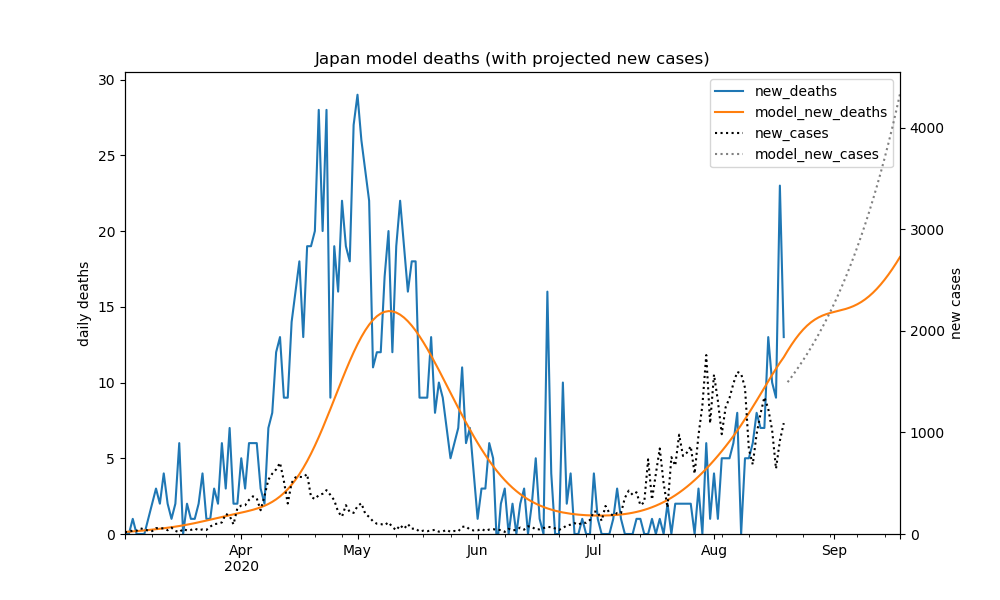 Japan model deaths (with projected new cases)
30
25
20
15
10
5
0
daily deaths
new_deaths
model_new_deaths
new_cases
model_new_cases
4000
3000
2000
1000
0
new cases
Apr
2020
May
Jun
Jul
Aug
Sep